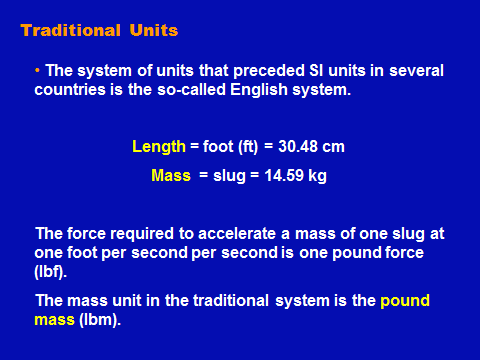 Traditional Units
• The system of units that preceded SI units in several
countries is the so-called English system.
Length = foot (ft) = 30.48 cm
Mass = slug = 14.59 kg
The force required to accelerate a mass of one slug at
one foot per second per second is one pound force
(lbf).
The mass unit in the traditional system is the pound
mass (lbm).